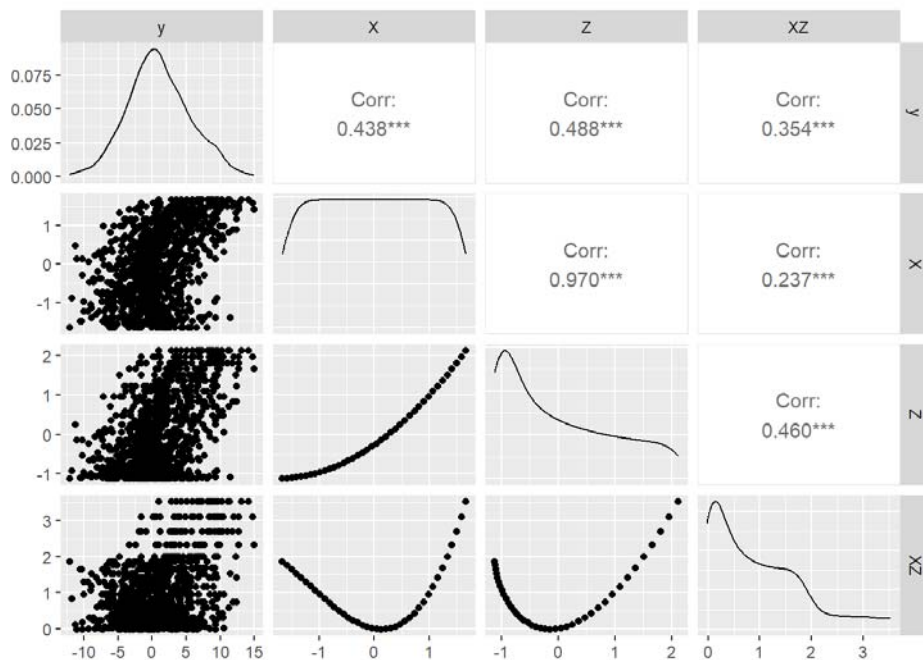 y X Z XZ
0.075
0.050
0.025
0.000
Corr:
0.438***
Corr:
0.488***
Corr:
0.354***
y
1
0
-1
Corr:
0.970***
Corr:
0.237***
X
2
1
0
-1
Corr:
0.460***
Z
3
2
1
0
XZ
-10 -5 0 5 10 15 -1 0 1 -1 0 1 2 0 1 2 3